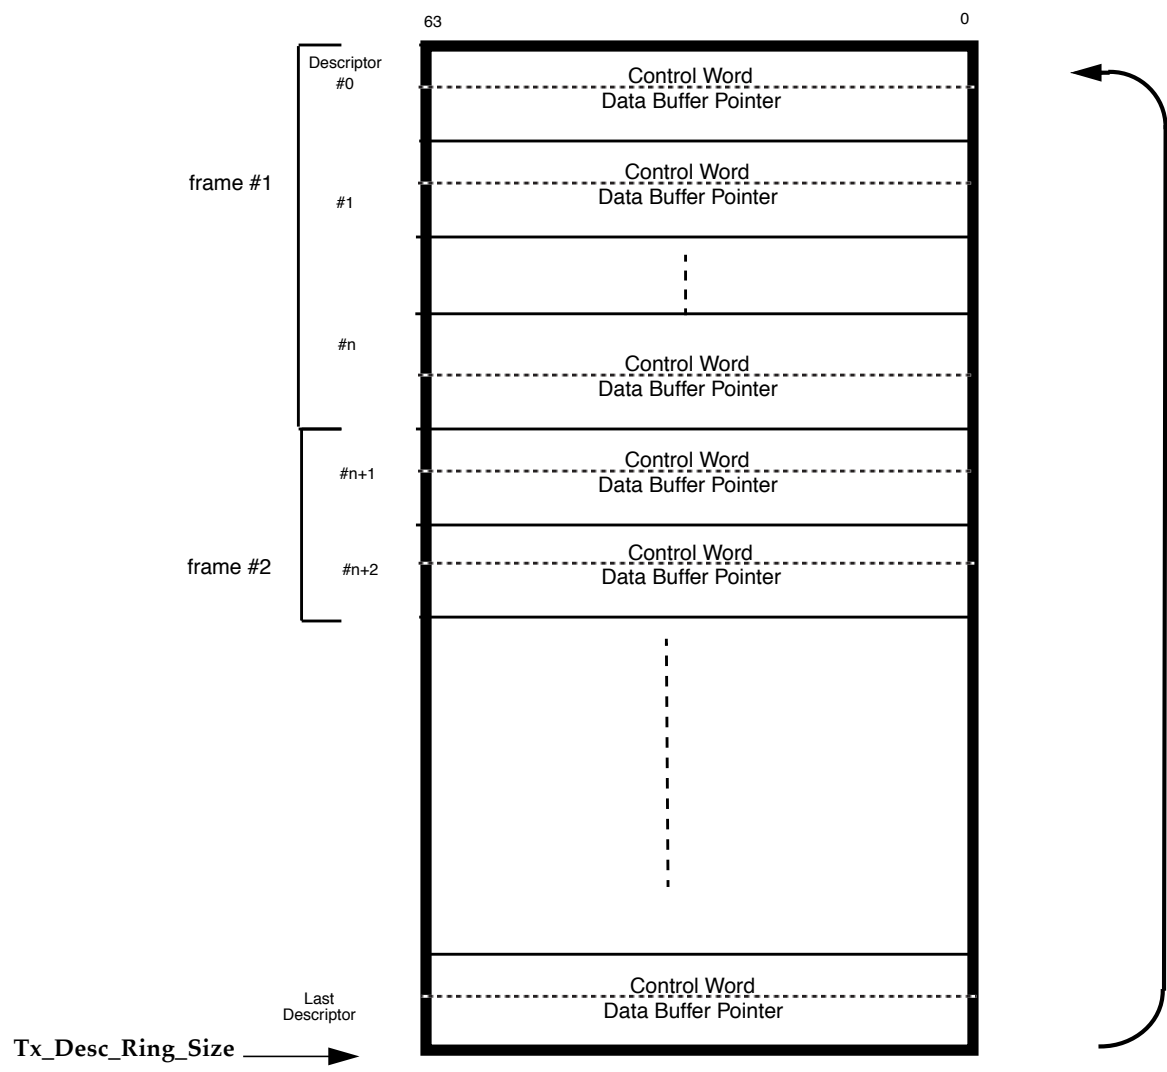 63
0
Descriptor
#0
Control Word
Data Buffer Pointer
frame #1
#1
Control Word
Data Buffer Pointer
#n
Control Word
Data Buffer Pointer
#n+1
Control Word
Data Buffer Pointer
frame #2
#n+2
Control Word
Data Buffer Pointer
Last
Descriptor
Control Word
Data Buffer Pointer
Tx_Desc_Ring_Size